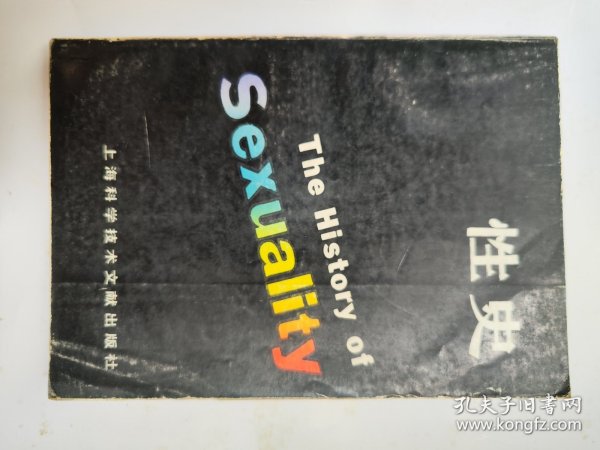 性史
The History of
Sexuality
上海科学技术文献出版社
孔夫子旧书网
www.kongfz.com